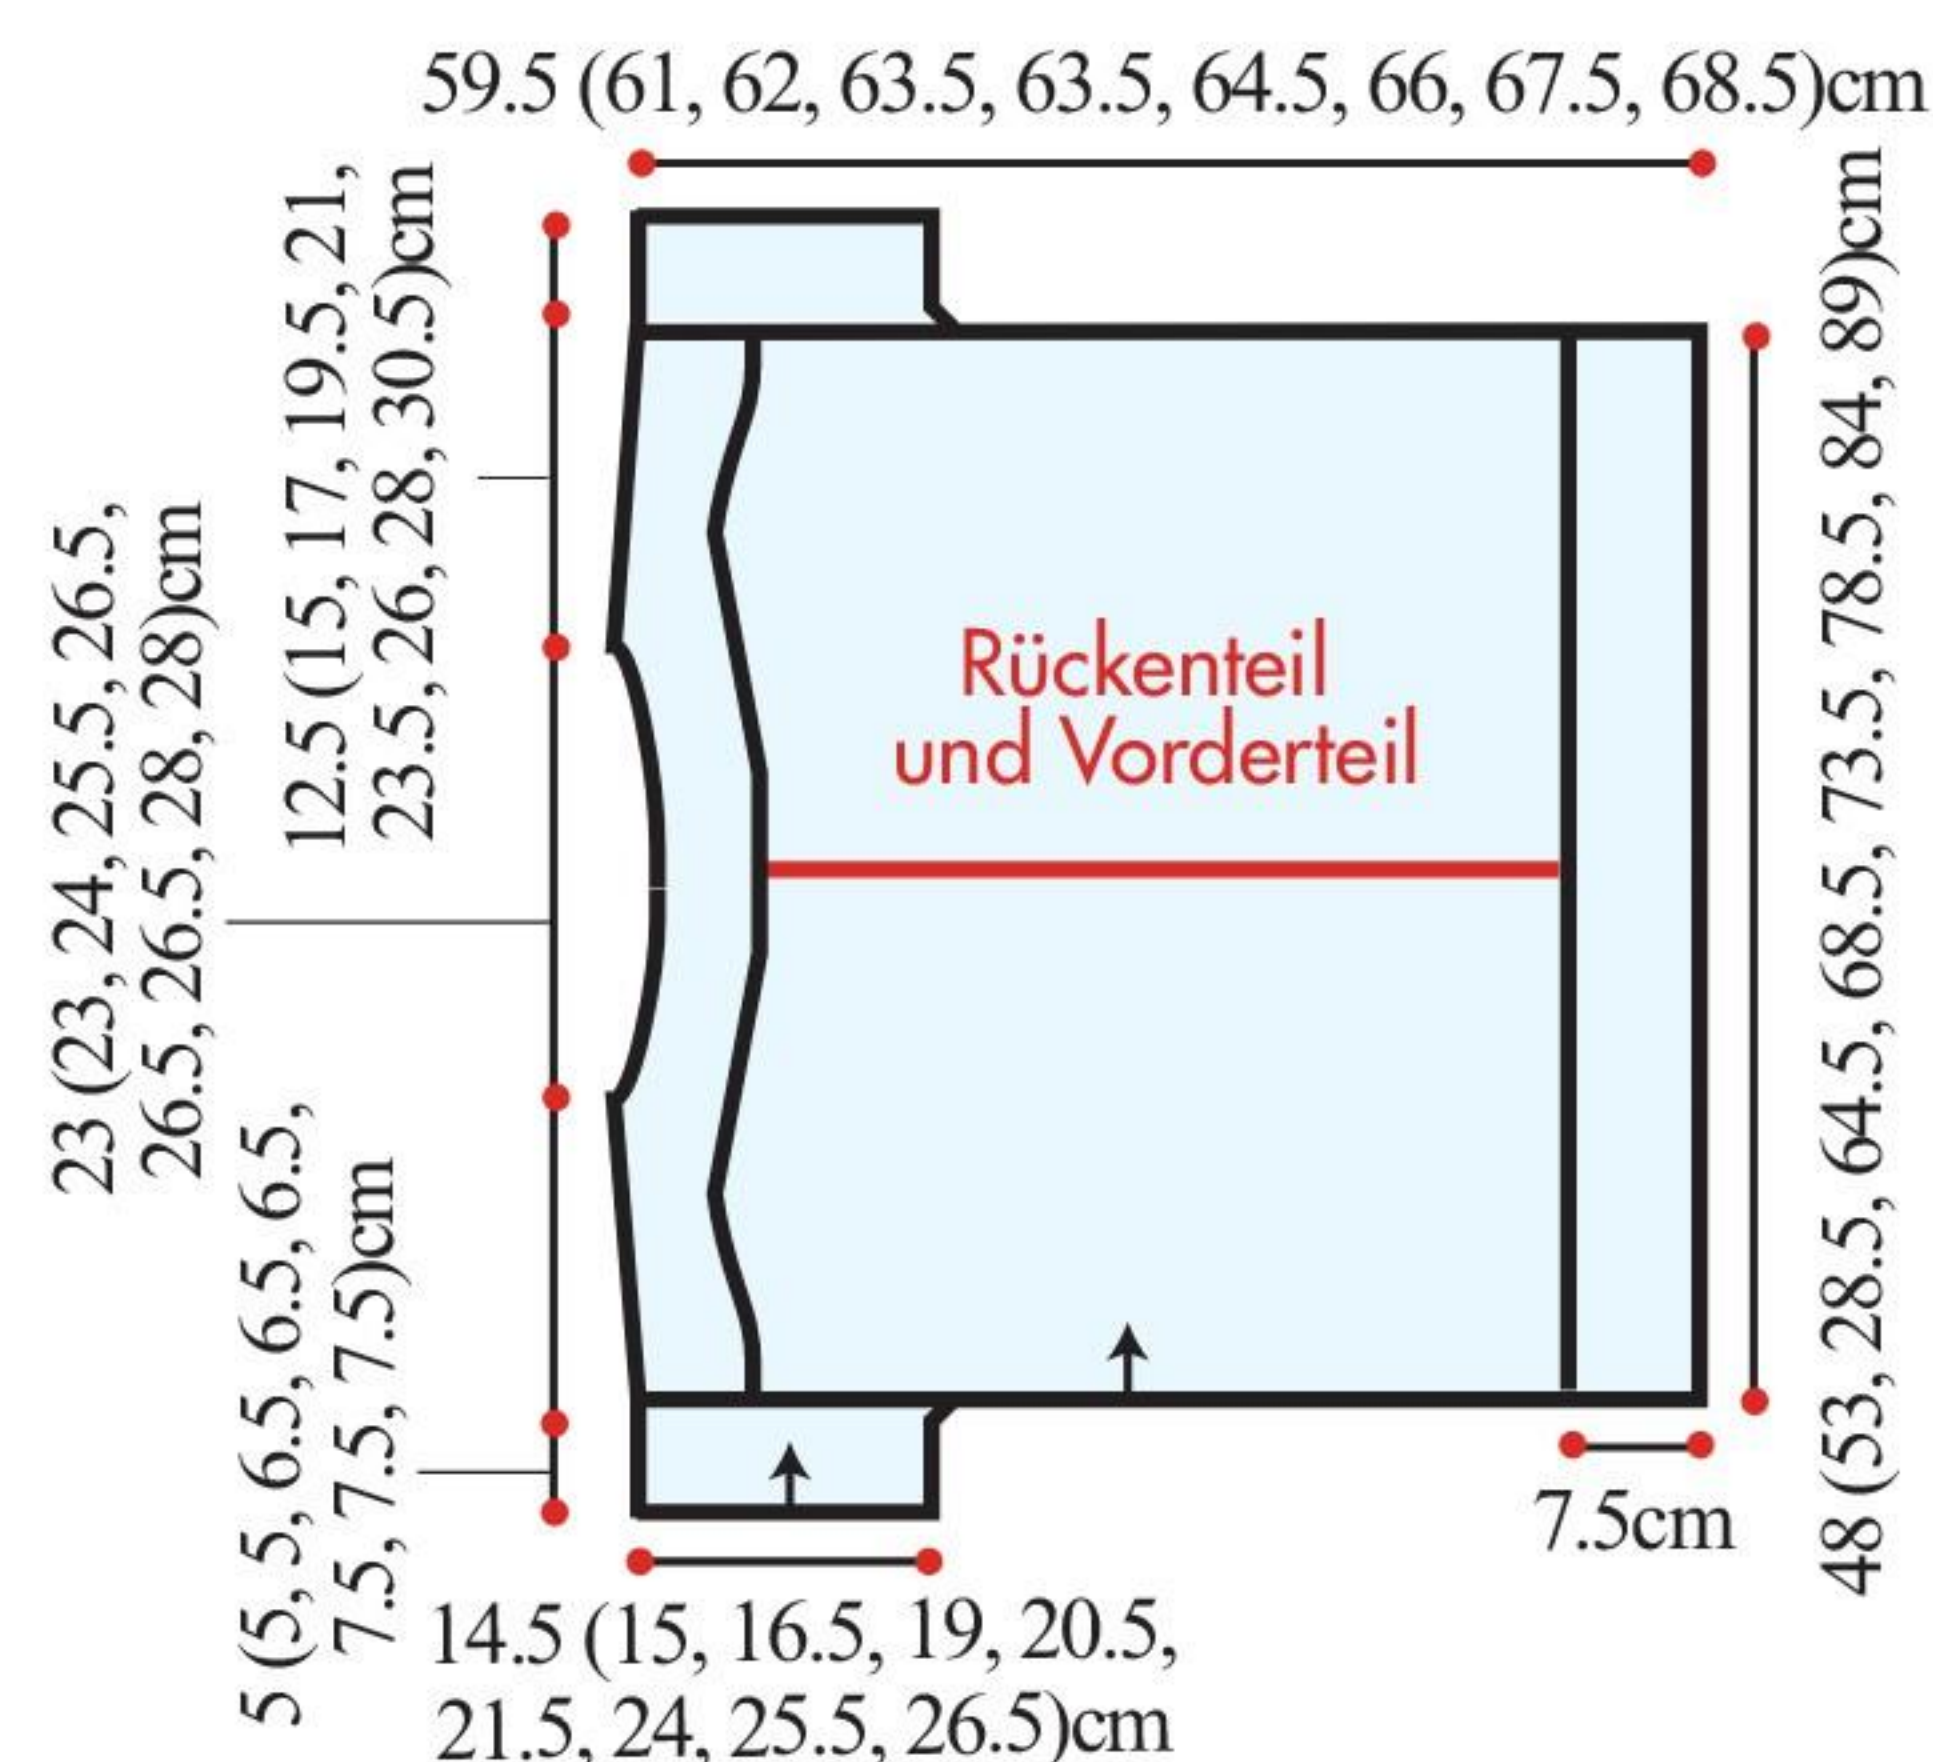 59.5 (61, 62, 63.5, 63.5, 64.5, 66, 67.5, 68.5)cm
12.5 (15, 17, 19.5, 21,
23.5, 26, 28, 30.5)cm
23 (23, 24, 25.5, 26.5,
26.5, 26.5, 28, 28)cm
Rückenteil
und Vorderteil
48 (53, 28.5, 64.5, 68.5, 73.5, 78.5, 84, 89)cm
5 (5, 5, 6.5, 6.5, 6.5,
7.5, 7.5, 7.5)cm
7.5cm
14.5 (15, 16.5, 19, 20.5,
21.5, 24, 25.5, 26.5)cm